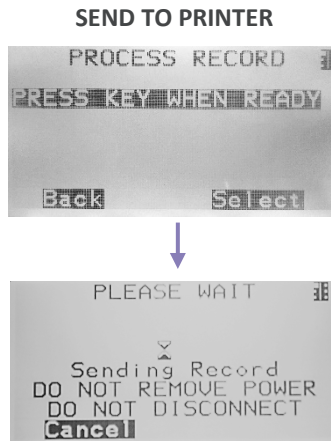 SEND TO PRINTER
PROCESS RECORD
PRESS KEY WHEN READY
Back Select
PLEASE WAIT
Sending Record
DO NOT REMOVE POWER
DO NOT DISCONNECT
Cancel